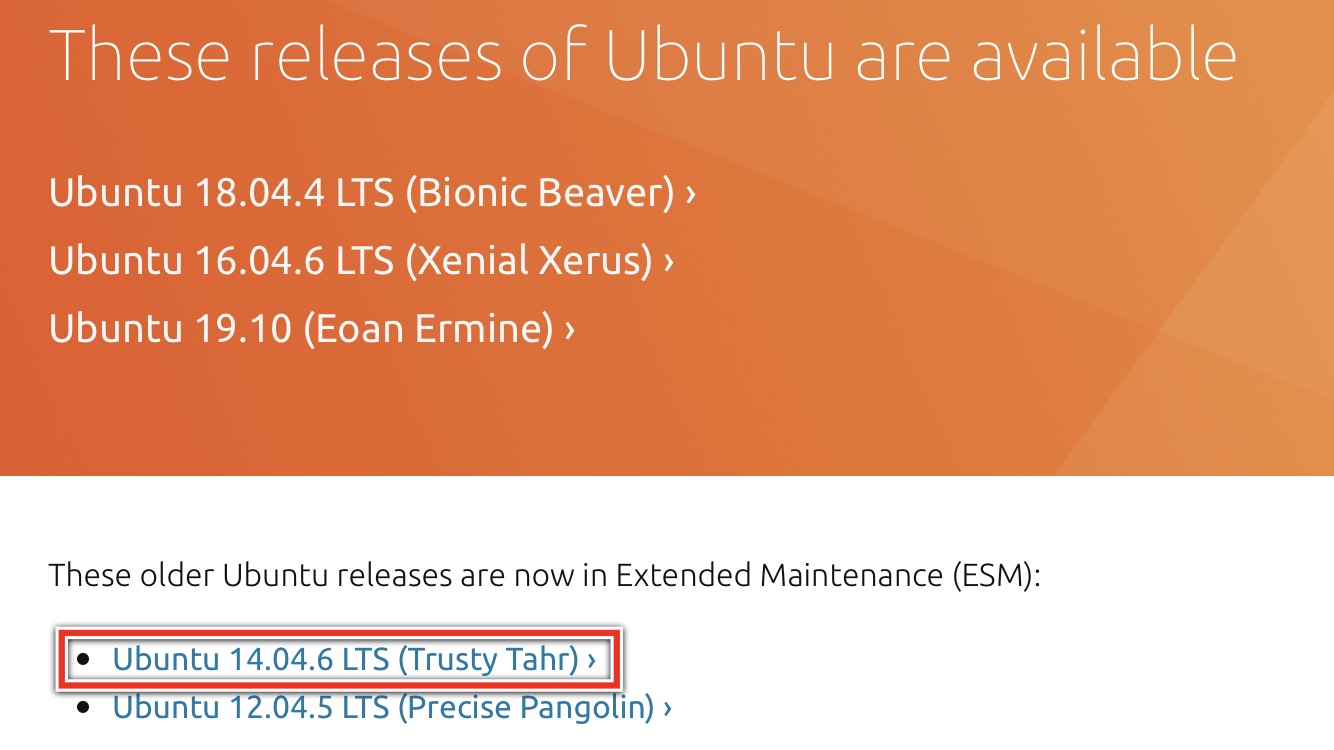 These releases of Ubuntu are available
Ubuntu 18.04.4 LTS (Bionic Beaver) ›
Ubuntu 16.04.6 LTS (Xenial Xerus) ›
Ubuntu 19.10 (Eoan Ermine) ›
These older Ubuntu releases are now in Extended Maintenance (ESM):
• Ubuntu 14.04.6 LTS (Trusty Tahr) ›
• Ubuntu 12.04.5 LTS (Precise Pangolin) ›